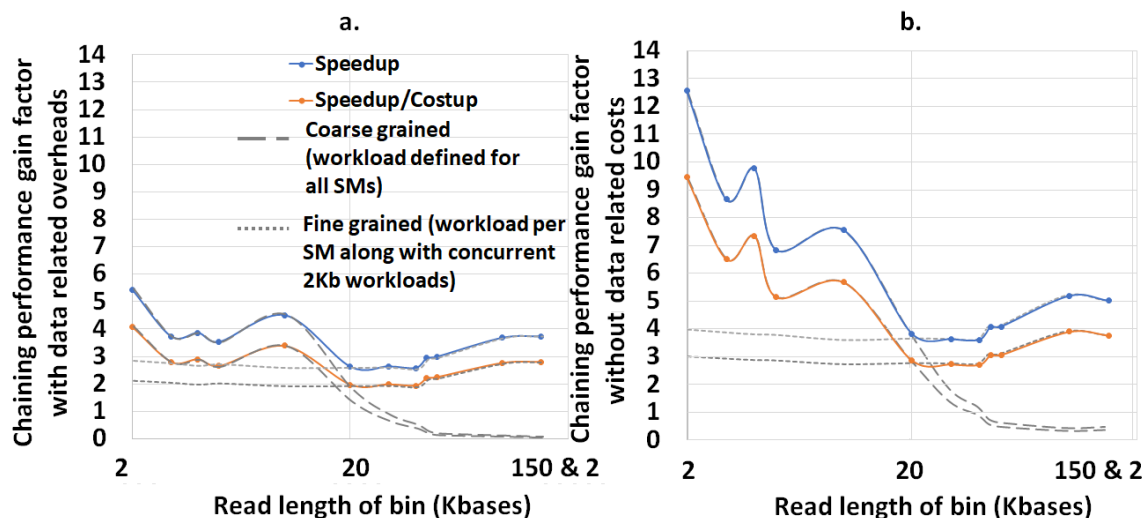 a.
Chaining performance gain factor
with data related overheads
14
13
12
11
10
9
8
7
6
5
4
3
2
1
0
Speedup
Speedup/Costup
Coarse grained
(workload defined for
all SMs)
Fine grained (workload per
SM along with concurrent
2Kb workloads)
2
20
150 & 2
Read length of bin (Kbases)
b.
Chaining performance gain factor
without data related costs
14
13
12
11
10
9
8
7
6
5
4
3
2
1
0
2
20
150 & 2
Read length of bin (Kbases)